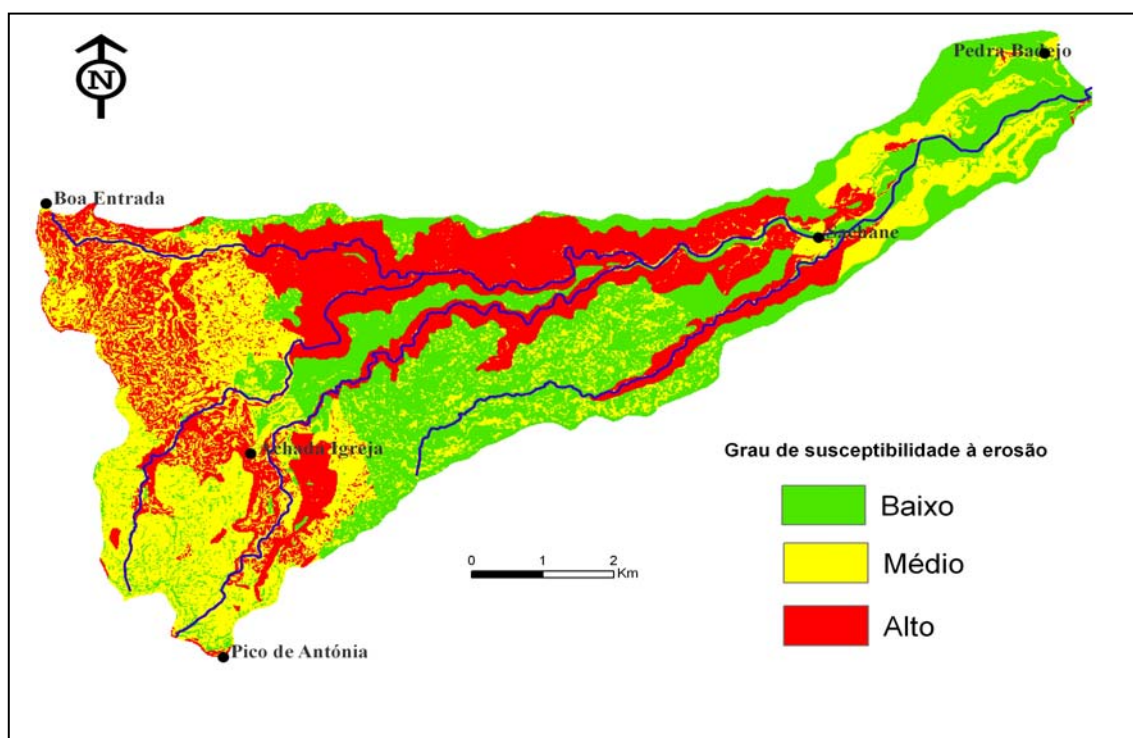 Pedra Badejo
N
Boa Entrada
Achada Igreja
Grau de susceptibilidade à erosão
Baixo
0 1 2
Km
Médio
Alto
Pico de Antónia